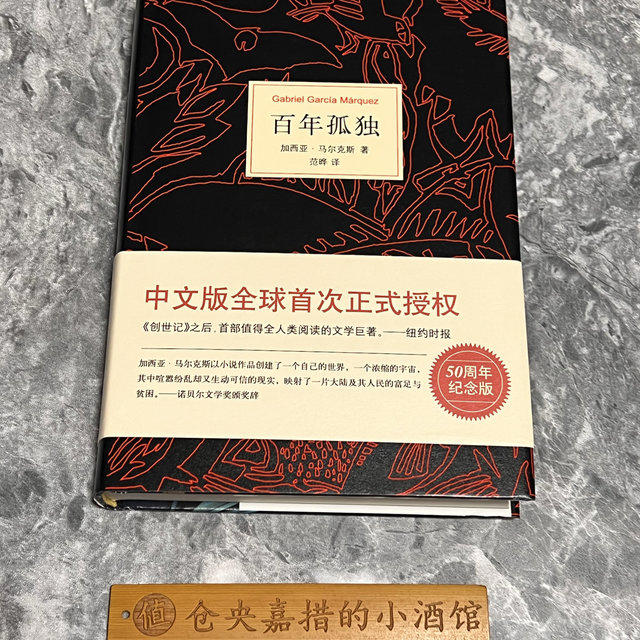 Gabriel García Márquez
百年孤独
加西亚·马尔克斯 著
范晔 译
中文版全球首次正式授权
《创世记》之后，首部值得全人类阅读的文学巨著。——纽约时报
加西亚·马尔克斯以小说作品创建了一个自己的世界，一个浓缩的宇宙，
其中喧嚣纷乱却又生动可信的现实，映射了一片大陆及其人民的富足与
贫困。——诺贝尔文学奖颁奖辞
50周年
纪念版
值 仓央嘉措的小酒馆